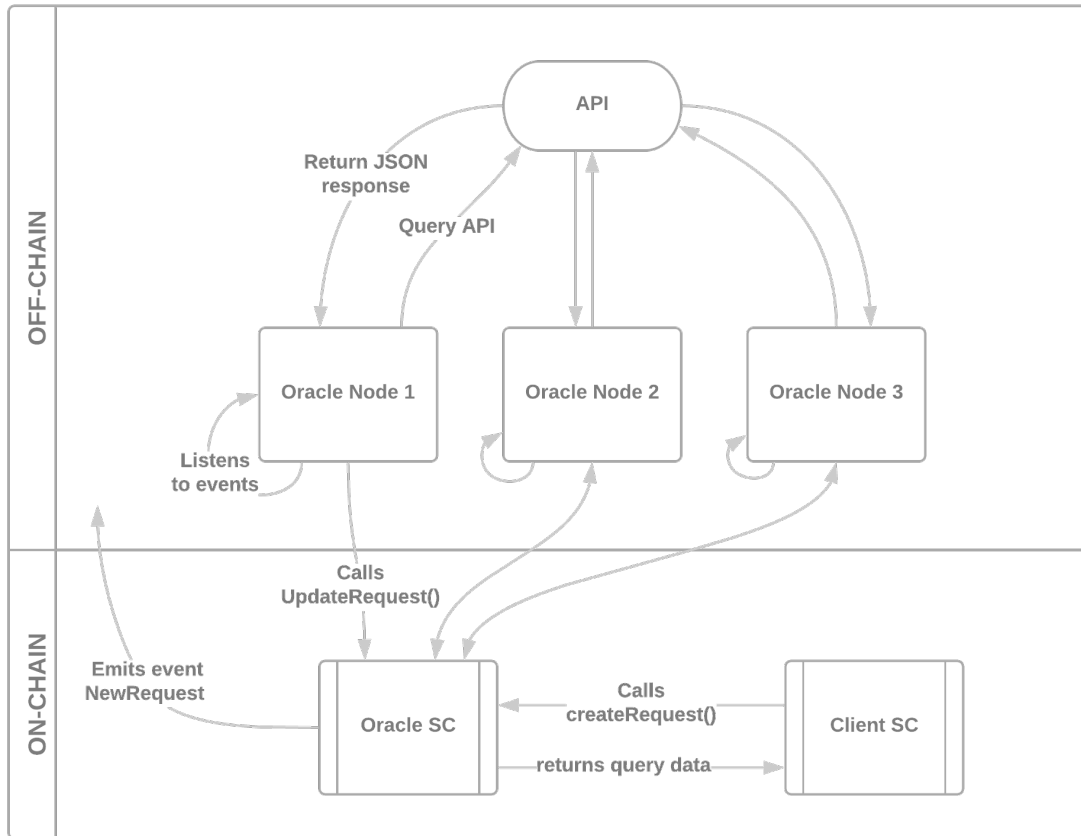 OFF-CHAIN
API
Return JSON
response
Query API
Oracle Node 1
Oracle Node 2
Oracle Node 3
Listens
to events
ON-CHAIN
Calls
UpdateRequest()
Emits event
NewRequest
Oracle SC
Calls
createRequest()
returns query data
Client SC